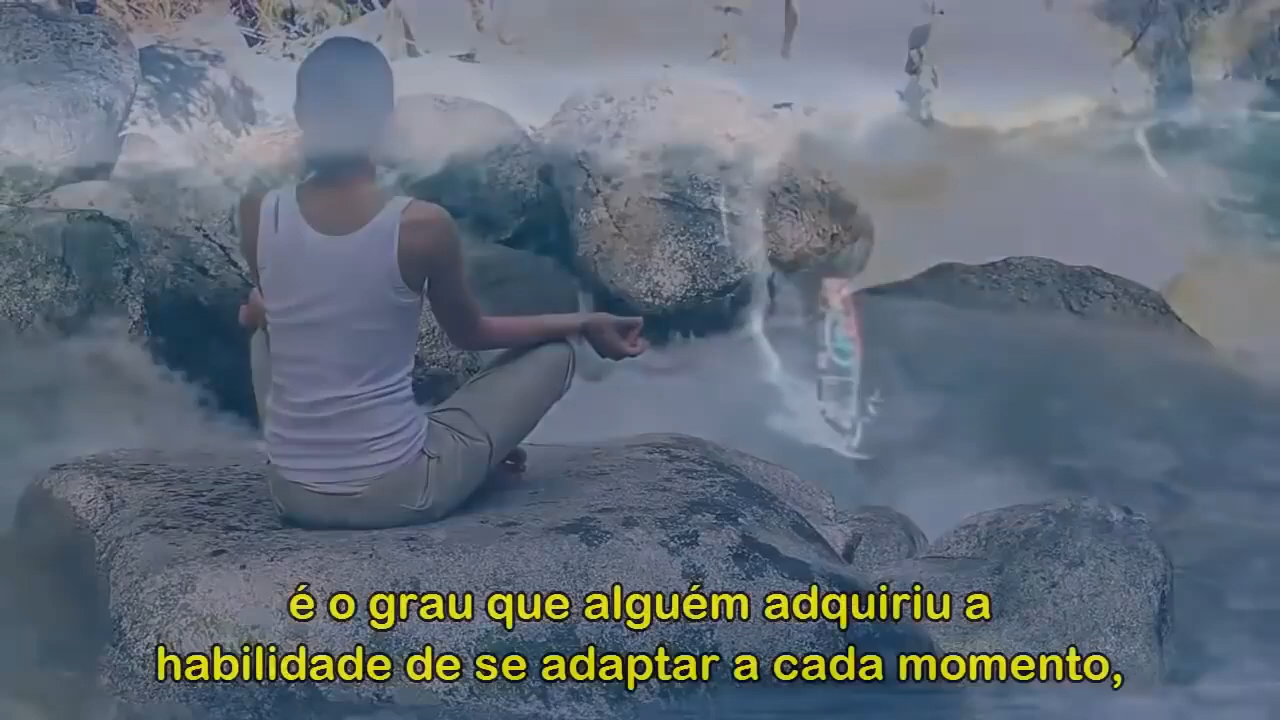 é o grau que alguém adquiriu a
habilidade de se adaptar a cada momento,